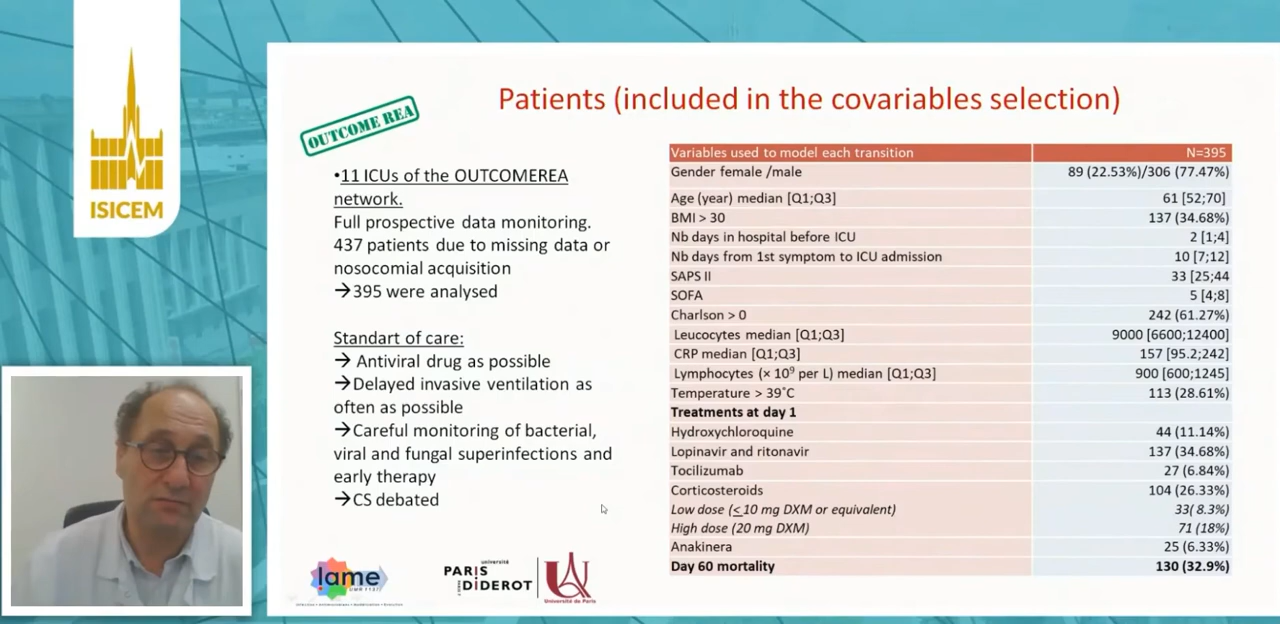 ISICEM
Patients (included in the covariables selection)
OUTCOME REA
•11 ICUs of the OUTCOMEREA
network.
Full prospective data monitoring.
437 patients due to missing data or
nosocomial acquisition
→395 were analysed
Standart of care:
→ Antiviral drug as possible
→Delayed invasive ventilation as
often as possible
→Careful monitoring of bacterial,
viral and fungal superinfections and
early therapy
→CS debated
Variables used to model each transition N=395
Gender female /male 89 (22.53%)/306 (77.47%)
Age (year) median [Q1;Q3] 61 [52;70]
BMI > 30 137 (34.68%)
Nb days in hospital before ICU 2 [1;4]
Nb days from 1st symptom to ICU admission 10 [7;12]
SAPS II 33 [25;44
SOFA 5 [4;8]
Charlson > 0 242 (61.27%)
Leucocytes median [Q1;Q3] 9000 [6600;12400]
CRP median [Q1;Q3] 157 [95.2;242]
Lymphocytes (× 10⁹ per L) median [Q1;Q3] 900 [600;1245]
Temperature > 39˚C 113 (28.61%)
Treatments at day 1
Hydroxychloroquine 44 (11.14%)
Lopinavir and ritonavir 137 (34.68%)
Tocilizumab 27 (6.84%)
Corticosteroids 104 (26.33%)
Low dose (≤10 mg DXM or equivalent) 33( 8.3%)
High dose (20 mg DXM) 71 (18%)
Anakinera 25 (6.33%)
Day 60 mortality 130 (32.9%)
Iame
université
PARIS
DIDEROT
Université de Paris